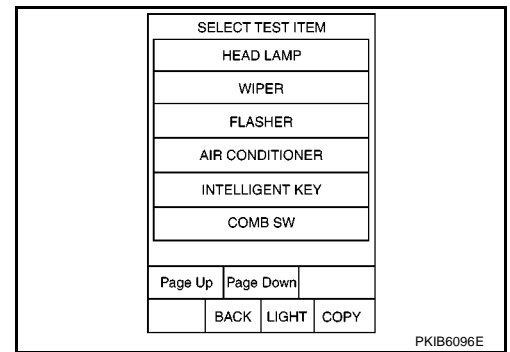 SELECT TEST ITEM
HEAD LAMP
WIPER
FLASHER
AIR CONDITIONER
INTELLIGENT KEY
COMB SW
Page Up Page Down
BACK LIGHT COPY
PKIB6096E